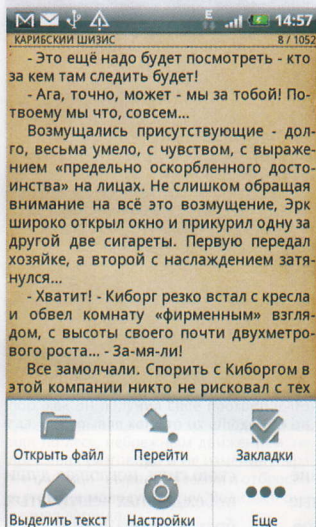 E
14:57
КАРИБСКИЙ ШИЗИС
8 / 1052
- Это ещё надо будет посмотреть - кто
за кем там следить будет!
- Ага, точно, может - мы за тобой! По-
твоему мы что, совсем...
Возмущались присутствующие - дол-
го, весьма умело, с чувством, с выраже-
нием «предельно оскорбленного досто-
инства» на лицах. Не слишком обращая
внимание на всё это возмущение, Эрк
широко открыл окно и прикурил одну за
другой две сигареты. Первую передал
хозяйке, а второй с наслаждением затя-
нулся...
- Хватит! - Киборг резко встал с кресла
и обвел комнату «фирменным» взгля-
дом, с высоты своего почти двухметро-
вого роста... - За-мя-ли!
Все замолчали. Спорить с Киборгом в
этой компании никто не рисковал с тех
Открыть файл
Перейти
Закладки
Выделить текст
Настройки
Еще